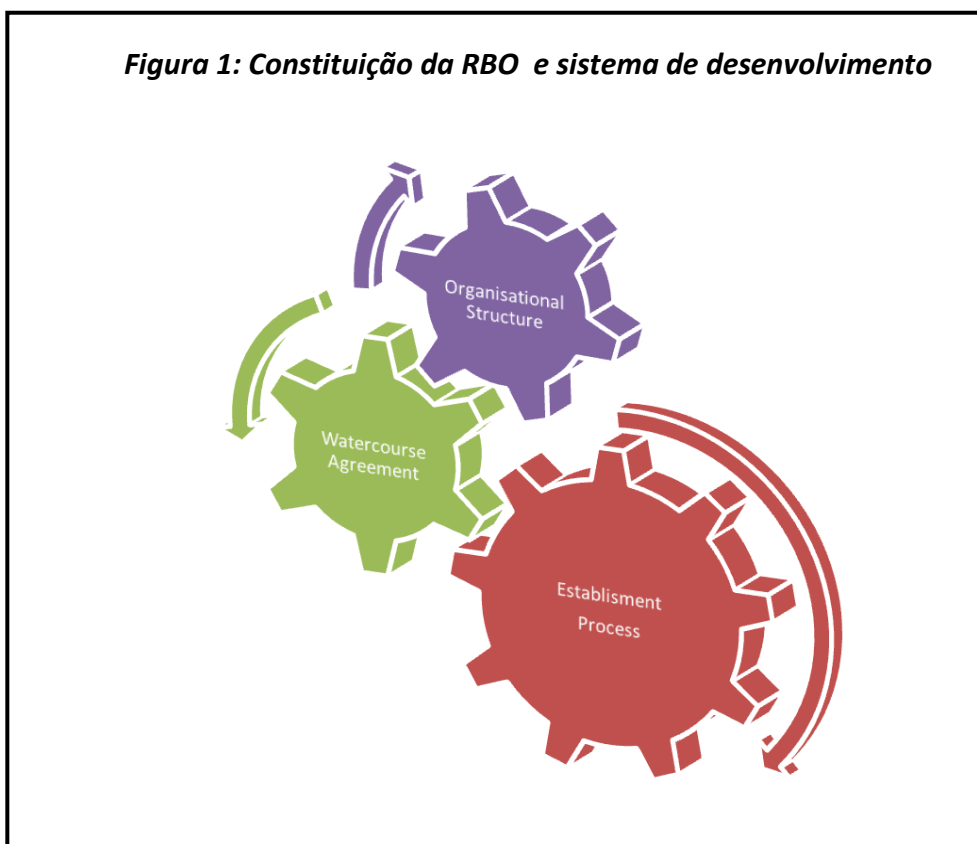 Figura 1: Constituição da RBO e sistema de desenvolvimento
Organisational
Structure
Watercourse
Agreement
Establisment
Process